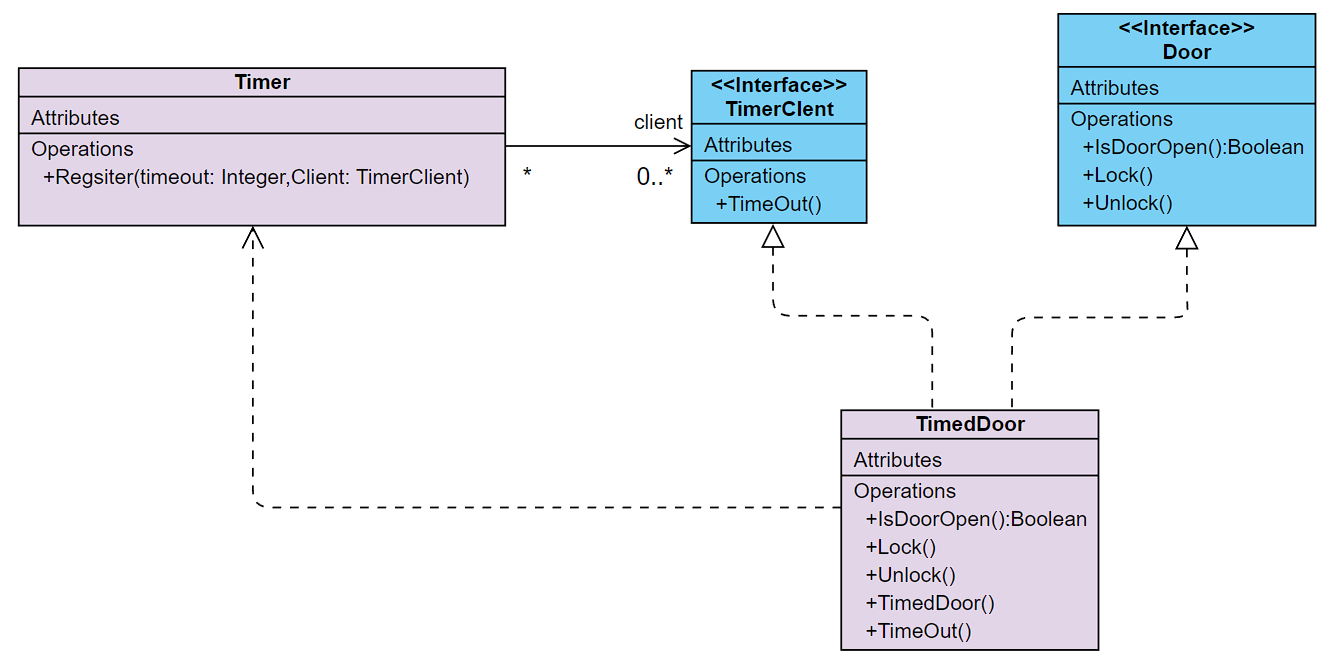 Timer
Attributes
Operations
+Regsiter(timeout: Integer,Client: TimerClient)
client
*
0..*
<<Interface>>
TimerClent
Attributes
Operations
+TimeOut()
<<Interface>>
Door
Attributes
Operations
+IsDoorOpen():Boolean
+Lock()
+Unlock()
TimedDoor
Attributes
Operations
+IsDoorOpen():Boolean
+Lock()
+Unlock()
+TimedDoor()
+TimeOut()